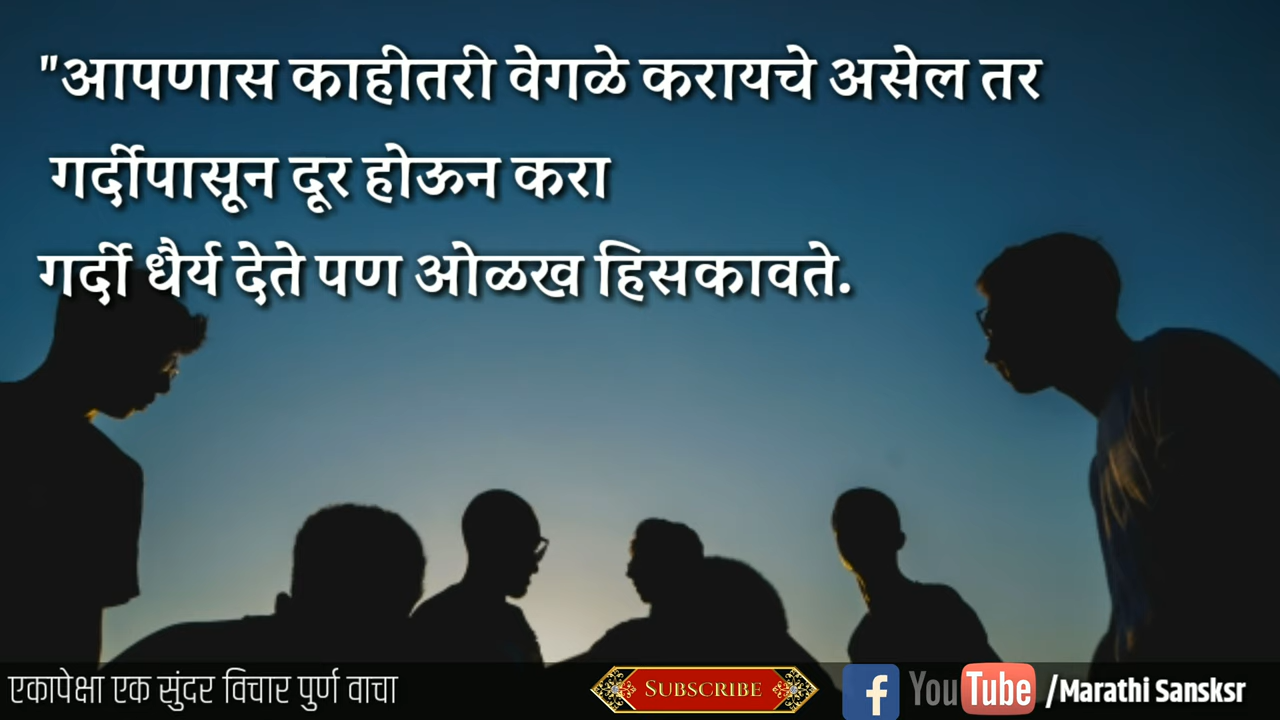 "आपणास काहीतरी वेगळे करायचे असेल तर
गर्दीपासून दूर होऊन करा
गर्दी धैर्य देते पण ओळख हिसकावते.
एकापेक्षा एक सुंदर विचार पुर्ण वाचा
SUBSCRIBE
f YouTube /Marathi Sansksr